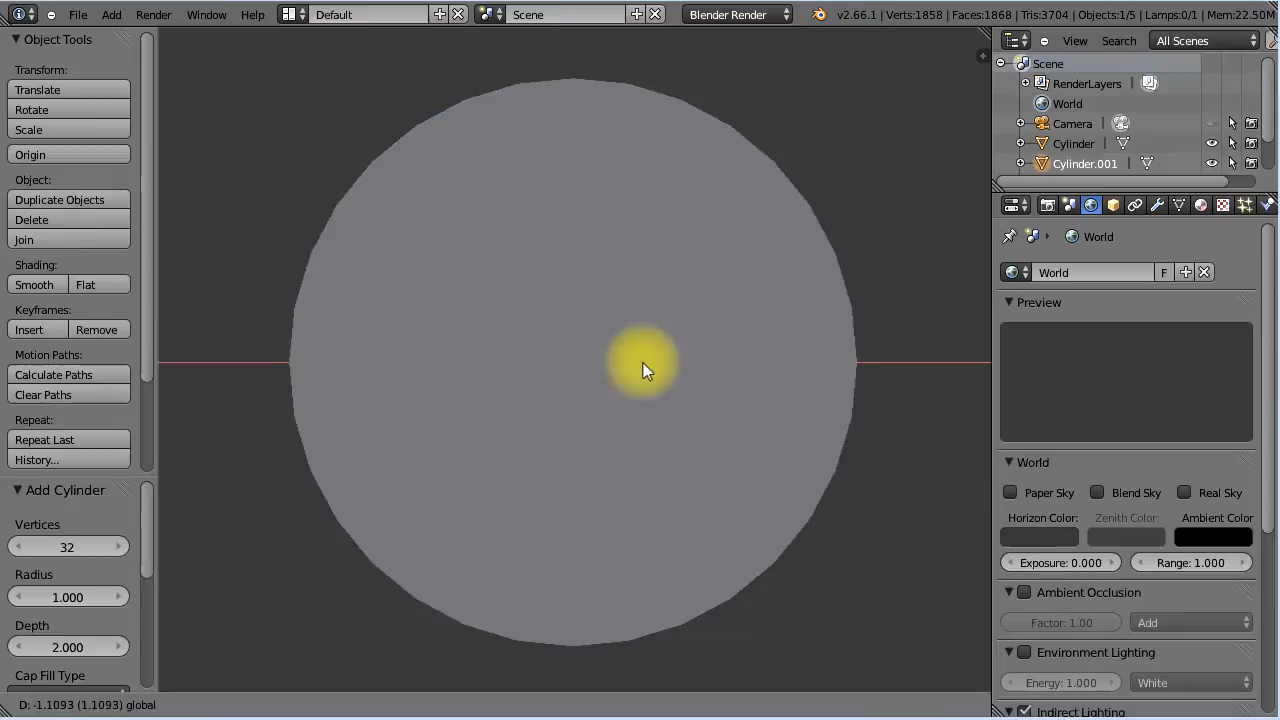 File Add Render Window Help Default Scene Blender Render v2.66.1 | Verts:1858 | Faces:1868 | Tris:3704 | Objects:1/5 | Lamps:0/1 | Mem:22.50M
Object Tools
Transform:
Translate
Rotate
Scale
Origin
Object:
Duplicate Objects
Delete
Join
Shading:
Smooth Flat
Keyframes:
Insert Remove
Motion Paths:
Calculate Paths
Clear Paths
Repeat:
Repeat Last
History...
Add Cylinder
Vertices
32
Radius
1.000
Depth
2.000
Cap Fill Type
D: -1.1093 (1.1093) global
View Search All Scenes
Scene
RenderLayers
World
Camera
Cylinder
Cylinder.001
World
World F
Preview
World
Paper Sky Blend Sky Real Sky
Horizon Color: Zenith Color: Ambient Color
Exposure: 0.000 Range: 1.000
Ambient Occlusion
Factor: 1.00 Add
Environment Lighting
Energy: 1.000 White
Indirect Lighting